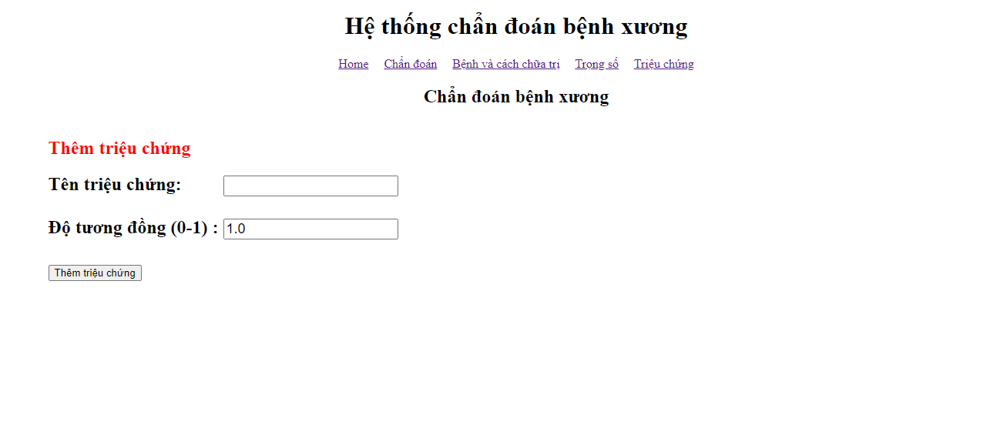 Hệ thống chẩn đoán bệnh xương
Home Chẩn đoán Bệnh và cách chữa trị Trọng số Triệu chứng
Chẩn đoán bệnh xương
Thêm triệu chứng
Tên triệu chứng:
Độ tương đồng (0-1) : 1.0
Thêm triệu chứng